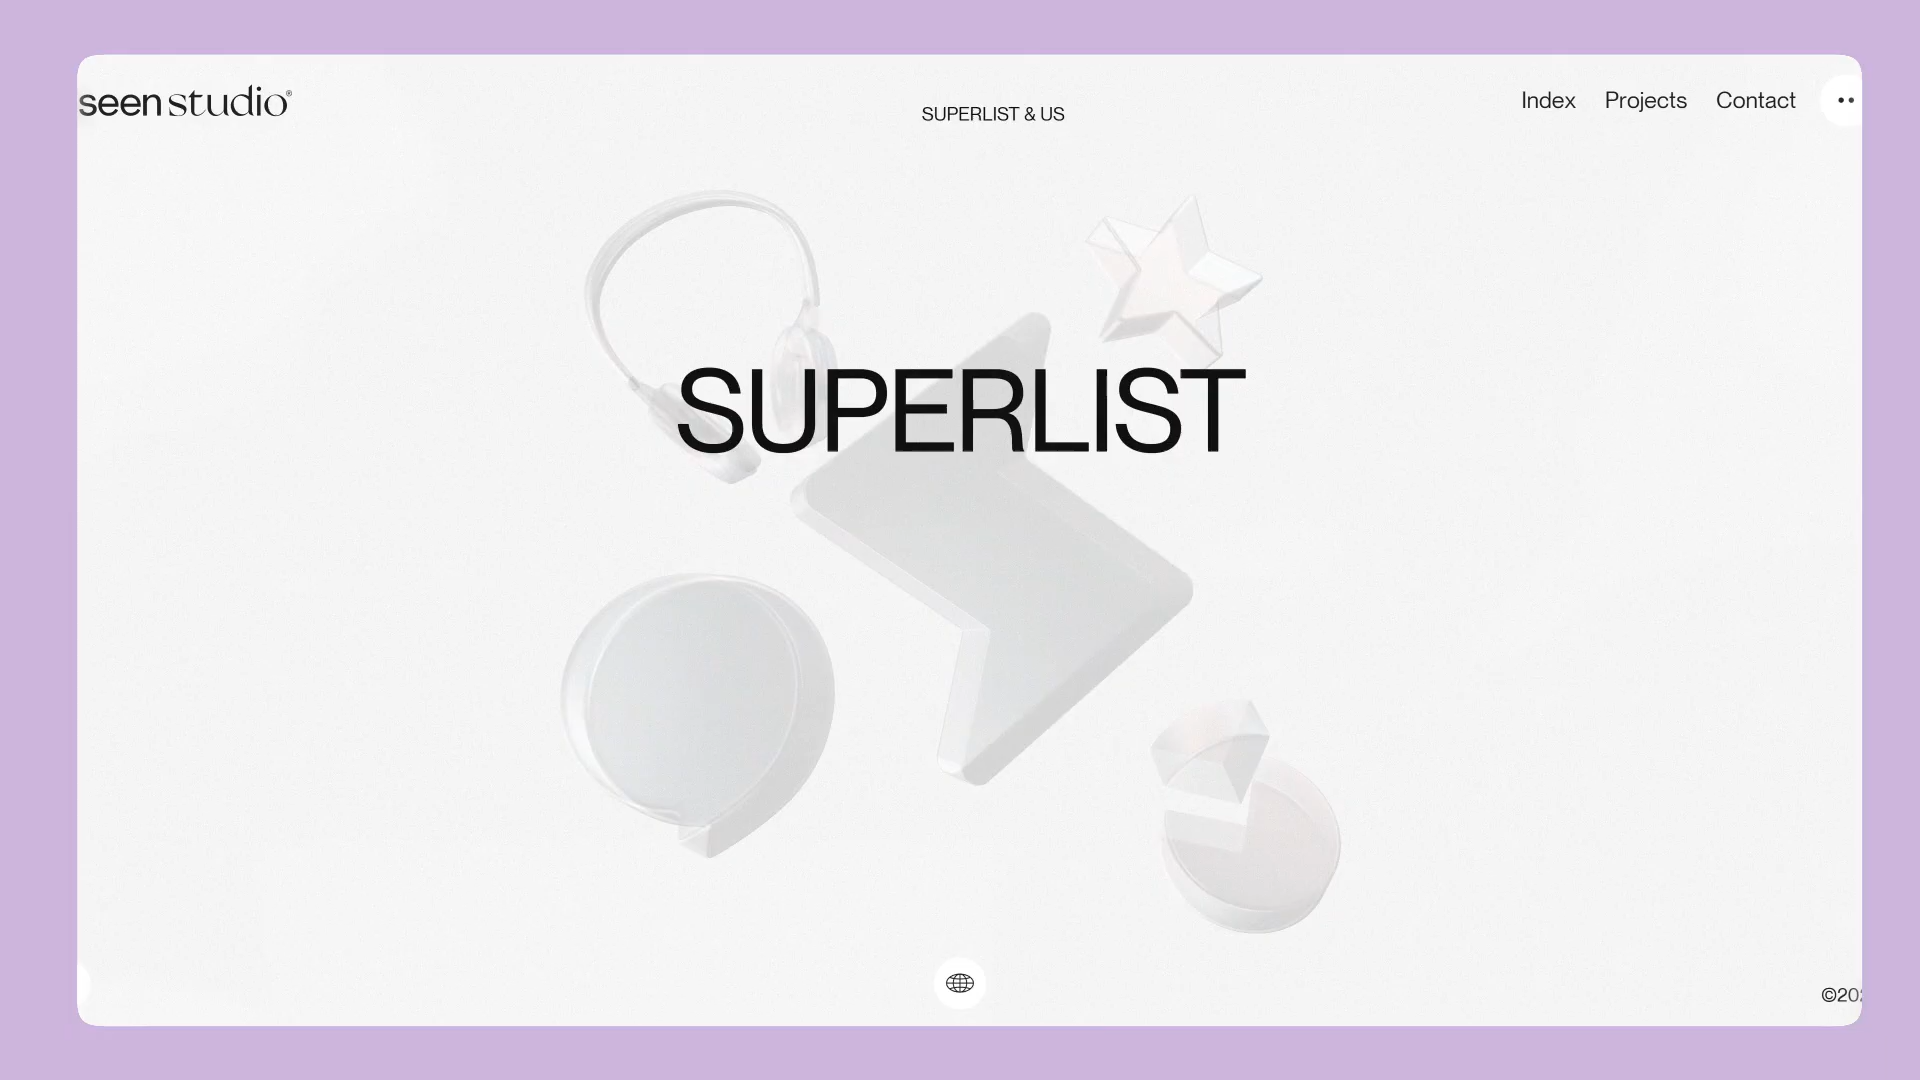 seen studio®
SUPERLIST & US
Index
Projects
Contact
SUPERLIST